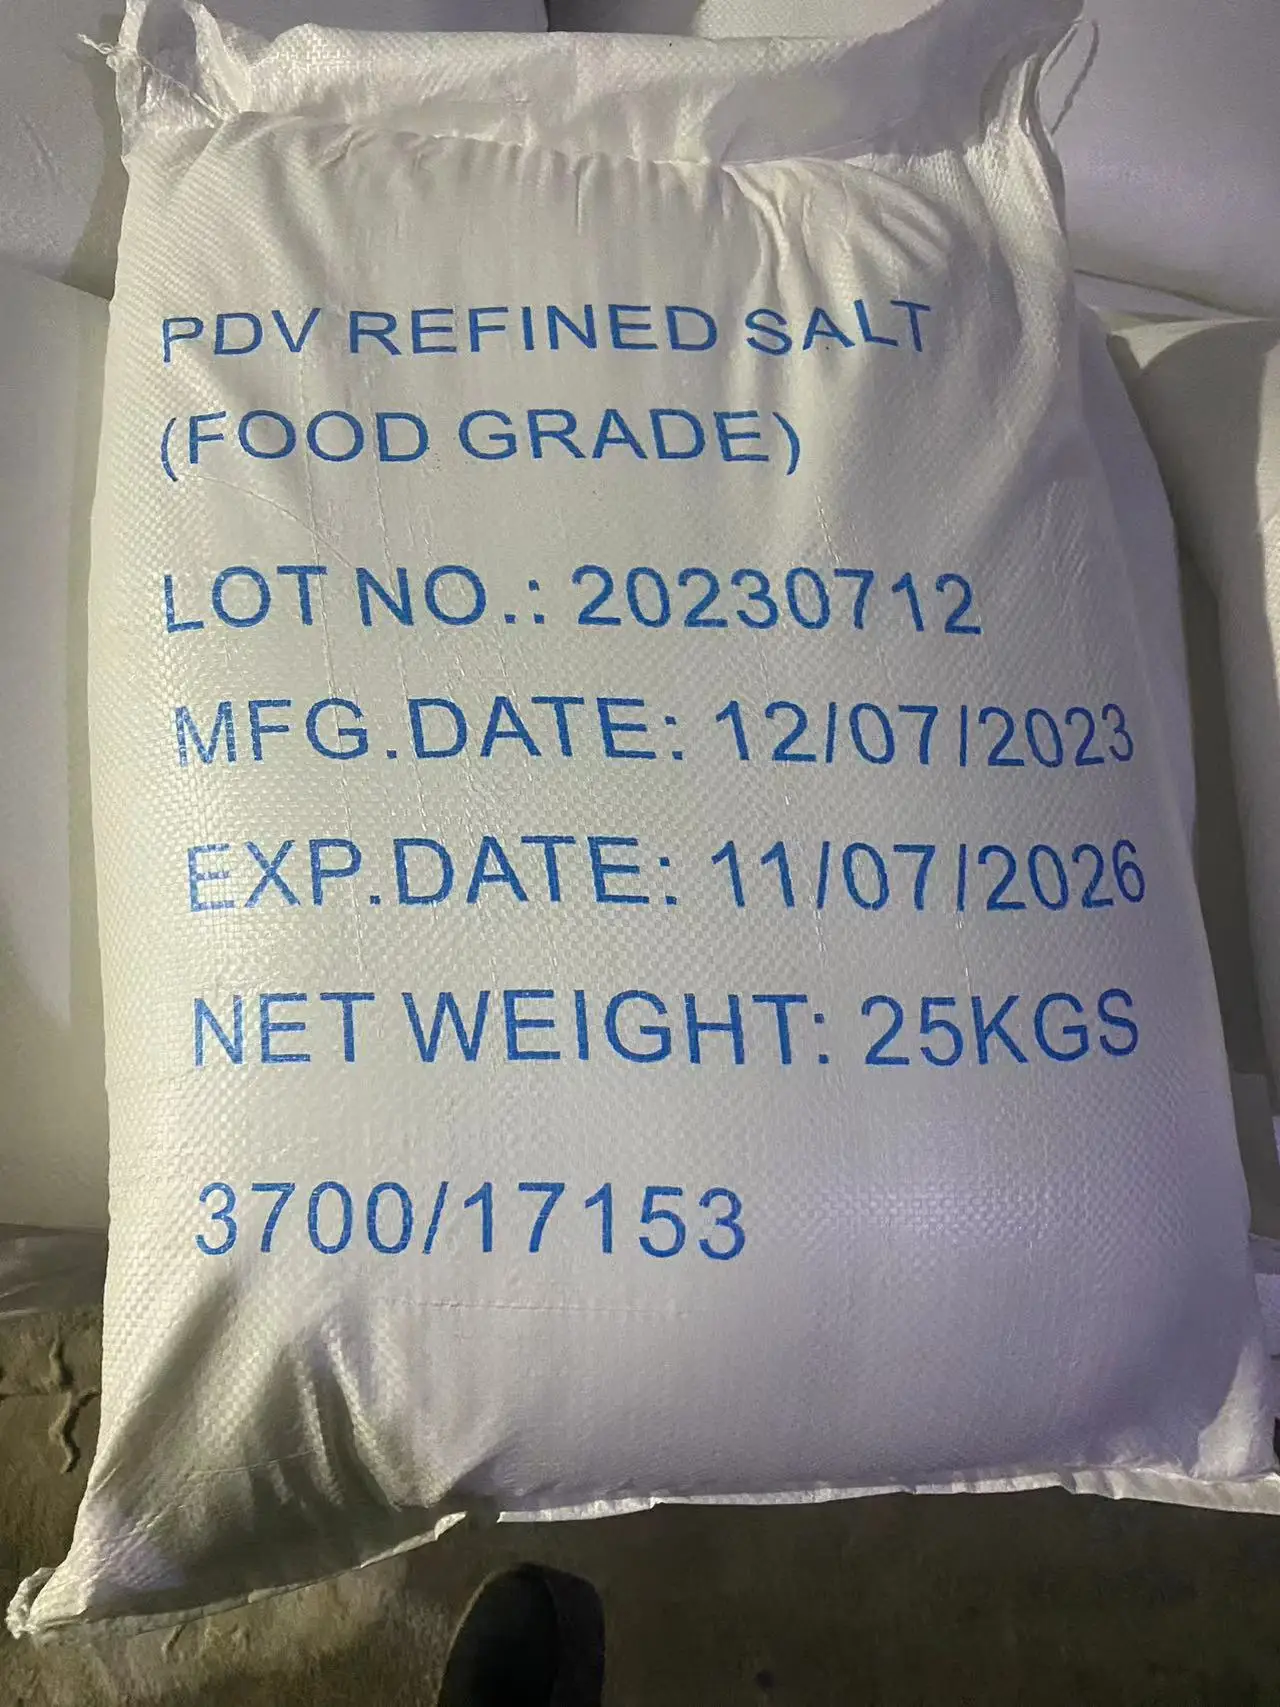 PDV REFINED SALT
(FOOD GRADE)
LOT NO.: 20230712
MFG.DATE: 12/07/2023
EXP.DATE: 11/07/2026
NET WEIGHT: 25KGS
3700/17153